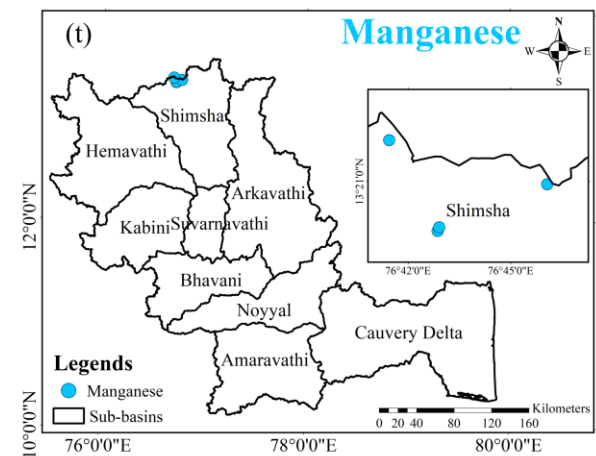 (t)
Manganese
N
W
E
S
Shimsha
Hemavathi
Arkavathi
Kabini
Suvarnavathi
Bhavani
Noyyal
Cauvery Delta
Amaravathi
13°21'0"N
Shimsha
76°42'0"E
76°45'0"E
12°0'0"N
10°0'0"N
Legends
Manganese
Sub-basins
Kilometers
0 20 40 80 120 160
76°0'0"E
78°0'0"E
80°0'0"E